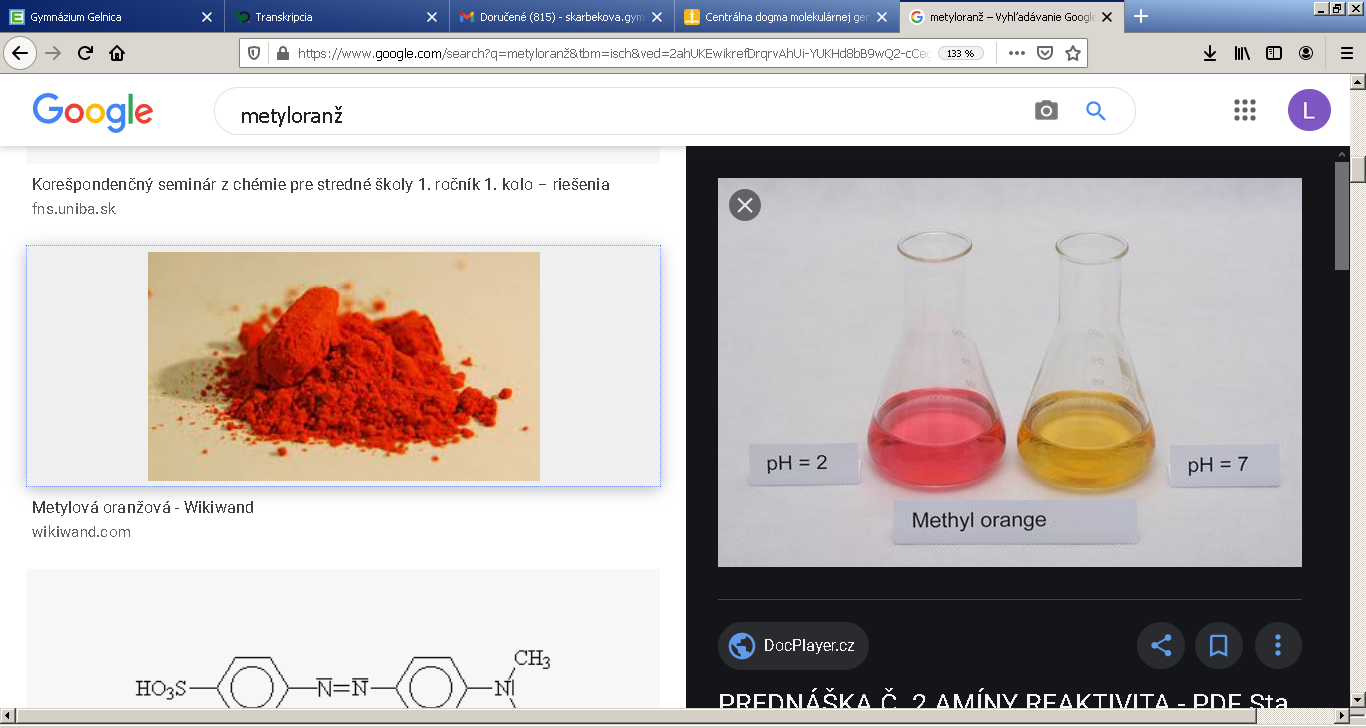 Gymnázium Gelnica
Transkripcia
Doručené (815) - skarbekova.gym
Centrálna dogma molekulárnej gen
metyloranž – Vyhľadávanie Google
https://www.google.com/search?q=metyloranž&tbm=isch&ved=2ahUKEwikrefDrqrvAhUi-YUKHd8bB9wQ2-cCeg
133 %
Google
metyloranž
L
Korešpondenčný seminár z chémie pre stredné školy 1. ročník 1. kolo – riešenia
fns.uniba.sk
Metylová oranžová - Wikiwand
wikiwand.com
HO3S
N=N
N
CH3
pH = 2
pH = 7
Methyl orange
DocPlayer.cz
PREDNÁŠKA Č. 2 AMÍNY REAKTIVITA - PDF Sta